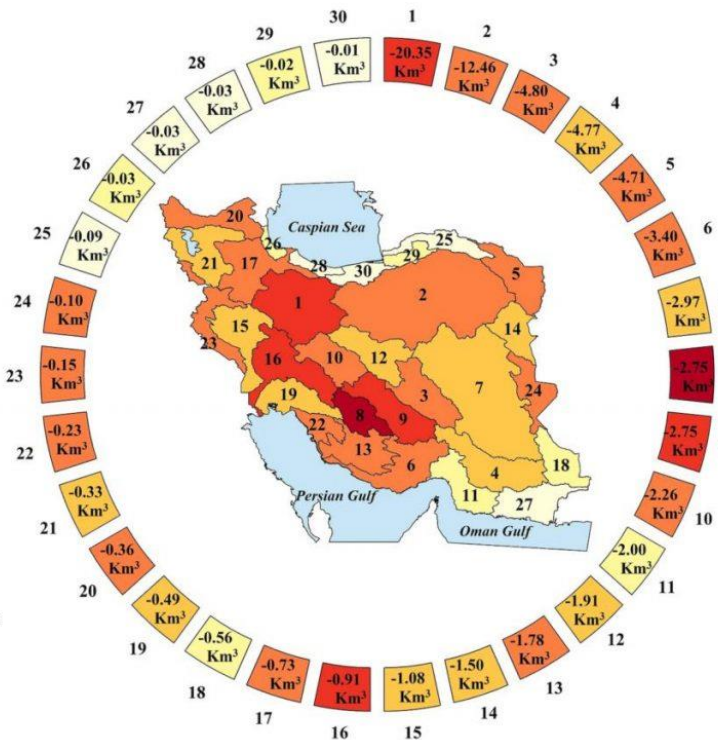 1
-20.35
Km³
2
-12.46
Km³
3
-4.80
Km³
4
-4.77
Km³
5
-4.71
Km³
6
-3.40
Km³
-2.97
Km³
-2.75
Km³
-2.75
Km³
10
-2.26
Km³
11
-2.00
Km³
12
-1.91
Km³
13
-1.78
Km³
14
-1.50
Km³
15
-1.08
Km³
16
-0.91
Km³
17
-0.73
Km³
18
-0.56
Km³
19
-0.49
Km³
20
-0.36
Km³
21
-0.33
Km³
22
-0.23
Km³
23
-0.15
Km³
24
-0.10
Km³
25
-0.09
Km³
26
-0.03
Km³
27
-0.03
Km³
28
-0.03
Km³
29
-0.02
Km³
30
-0.01
Km³
Caspian Sea
20
26
25
29
21
17
28
30
5
1
2
15
14
23
10
12
16
7
24
3
19
8
9
22
13
6
4
18
11
27
Persian Gulf
Oman Gulf